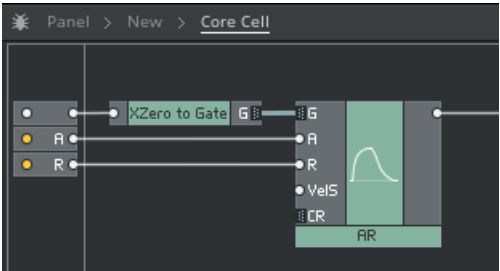 Panel > New > Core Cell
XZero to Gate G G
A A
R R
VelS
CR
AR